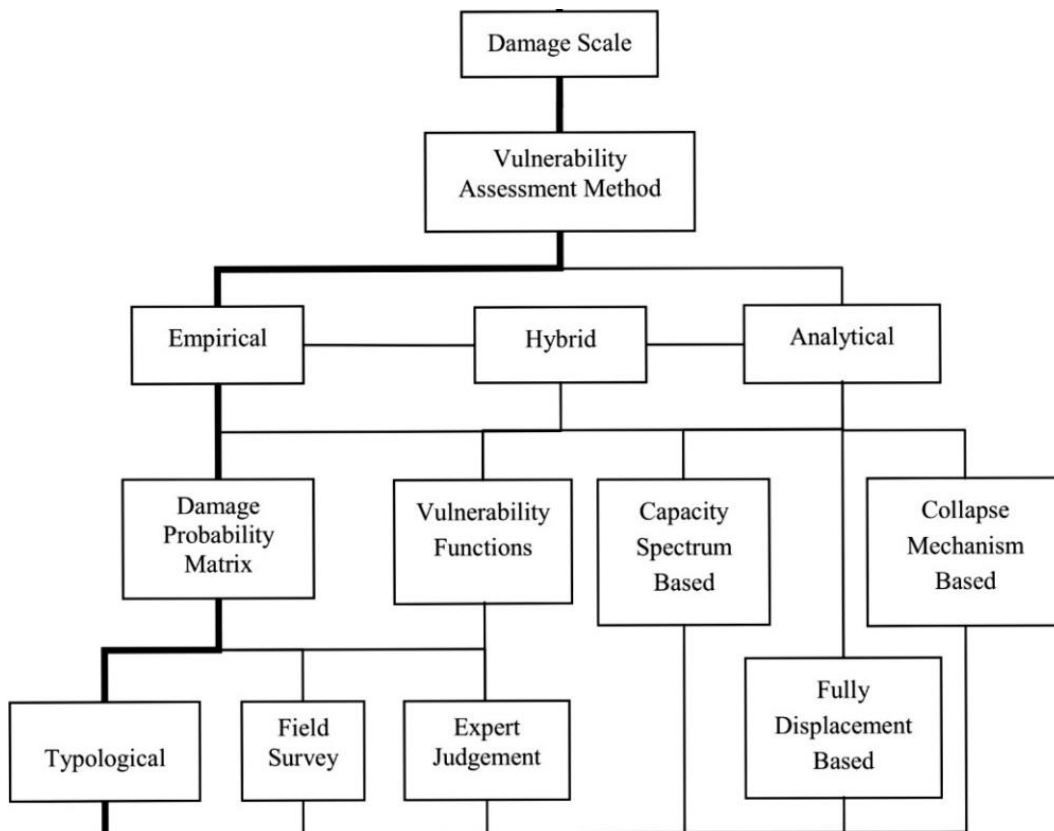 Damage Scale
Vulnerability
Assessment Method
Empirical
Hybrid
Analytical
Damage
Probability
Matrix
Vulnerability
Functions
Capacity
Spectrum
Based
Collapse
Mechanism
Based
Typological
Field
Survey
Expert
Judgement
Fully
Displacement
Based